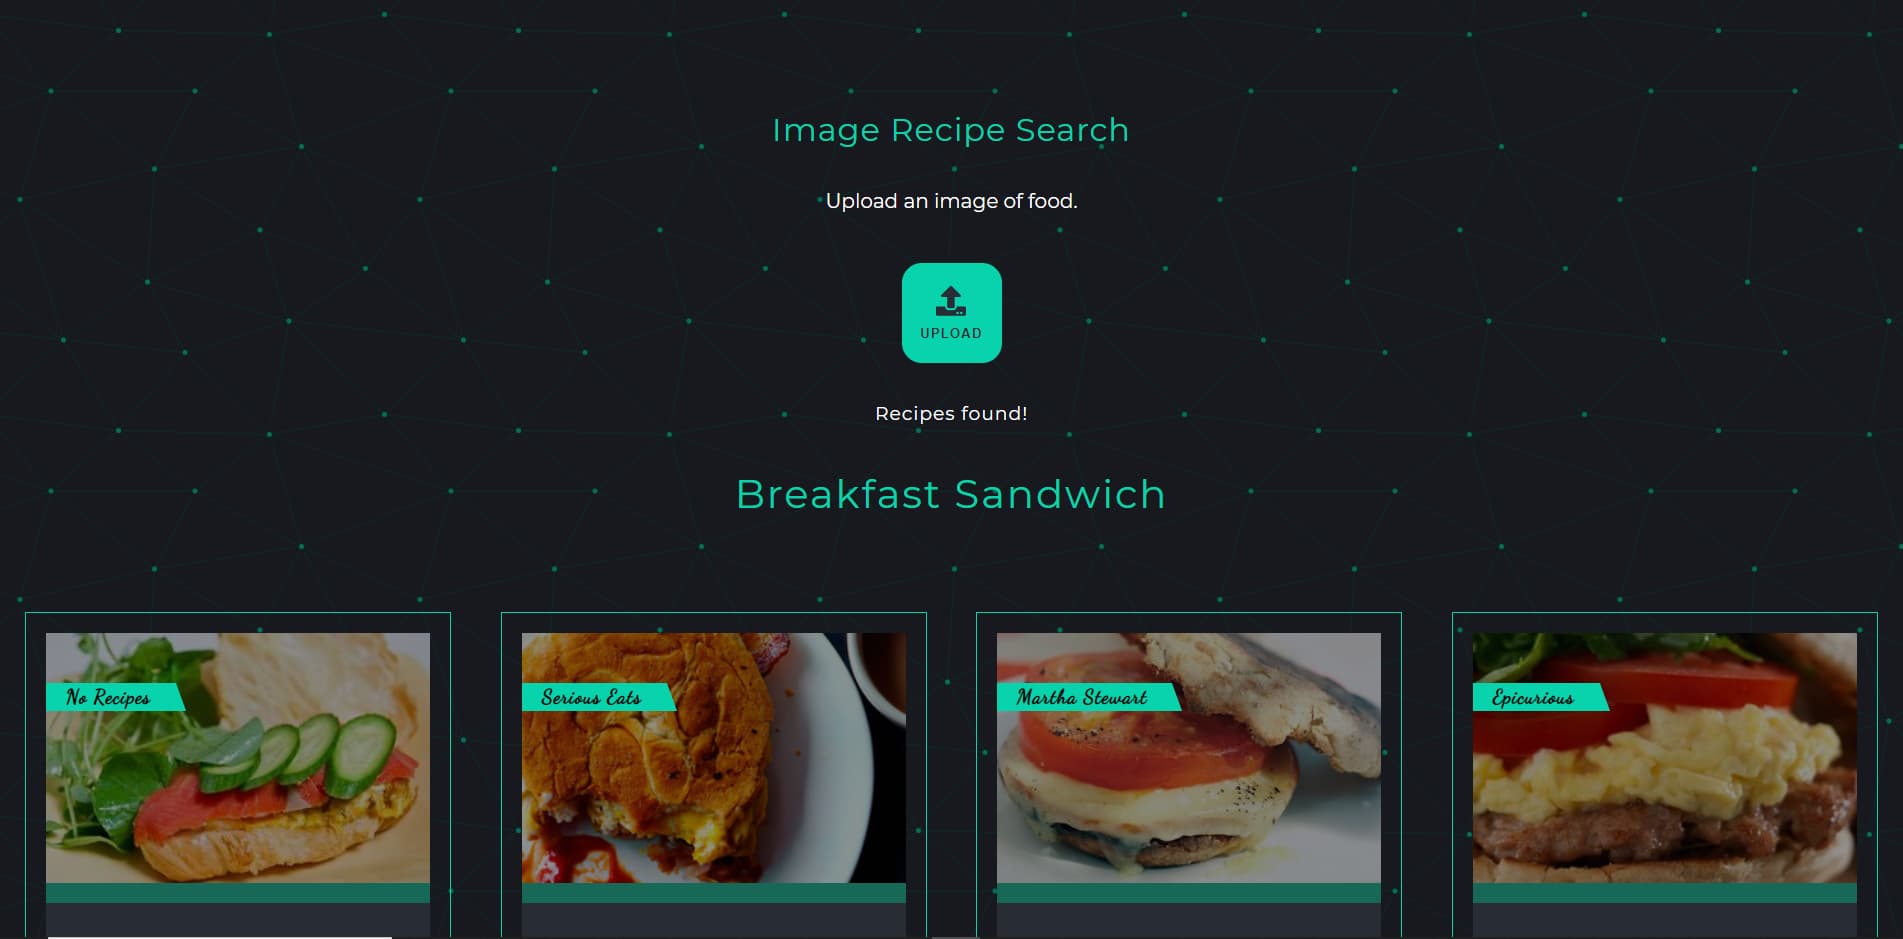 Image Recipe Search
Upload an image of food.
UPLOAD
Recipes found!
Breakfast Sandwich
No Recipes
Serious Eats
Martha Stewart
Epicurious